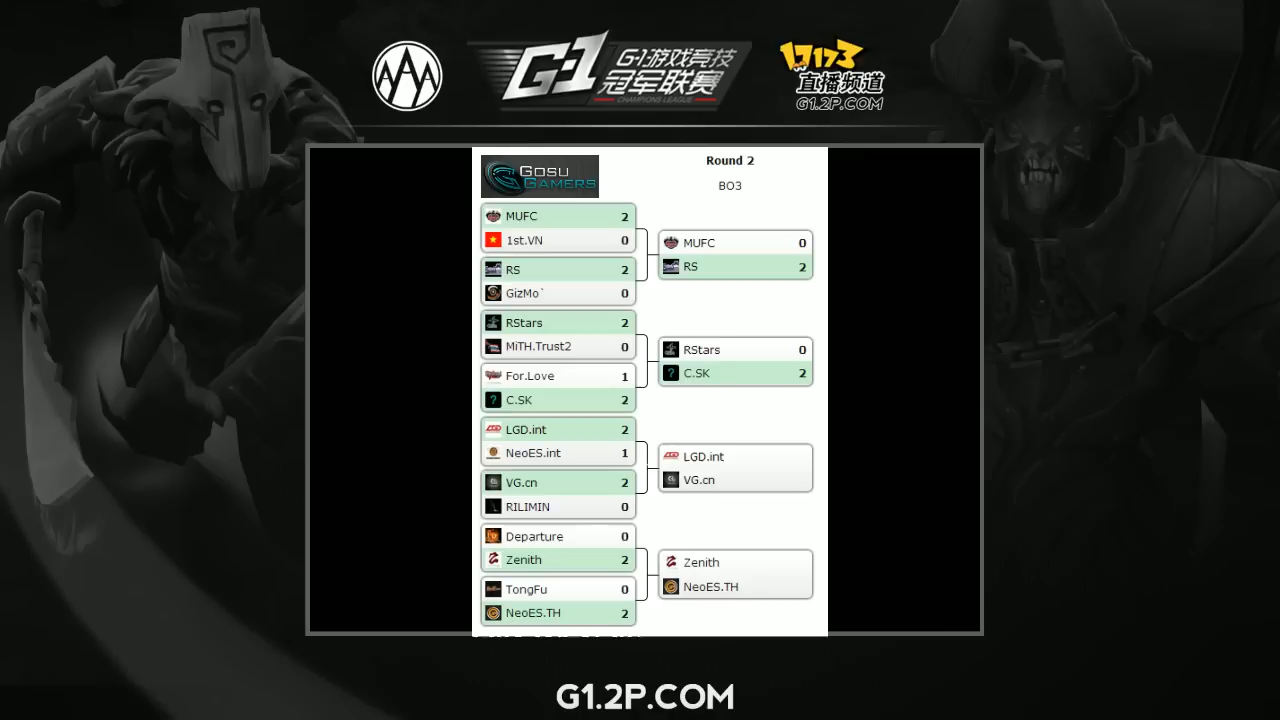 G-1
G-1游戏竞技
冠军联赛
CHAMPIONS LEAGUE
17173
直播频道
G1.2P.COM
GOSU
GAMERS
Round 2
BO3
MUFC 2
1st.VN 0
RS 2
GizMo` 0
RStars 2
MiTH.Trust2 0
For.Love 1
C.SK 2
LGD.int 2
NeoES.int 1
VG.cn 2
RILIMIN 0
Departure 0
Zenith 2
TongFu 0
NeoES.TH 2
MUFC 0
RS 2
RStars 0
C.SK 2
LGD.int
VG.cn
Zenith
NeoES.TH
G1.2P.COM